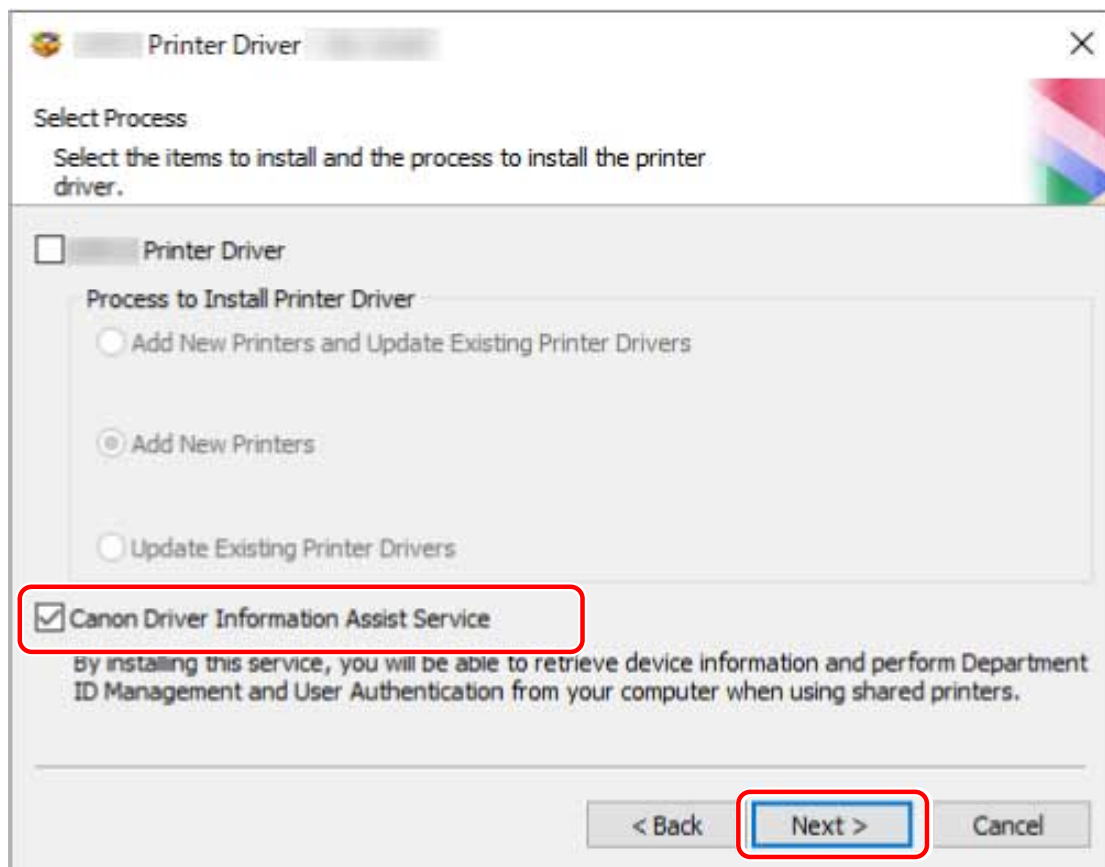 Printer Driver
Select Process
Select the items to install and the process to install the printer
driver.
Printer Driver
Process to Install Printer Driver
Add New Printers and Update Existing Printer Drivers
Add New Printers
Update Existing Printer Drivers
Canon Driver Information Assist Service
By installing this service, you will be able to retrieve device information and perform Department
ID Management and User Authentication from your computer when using shared printers.
< Back Next > Cancel